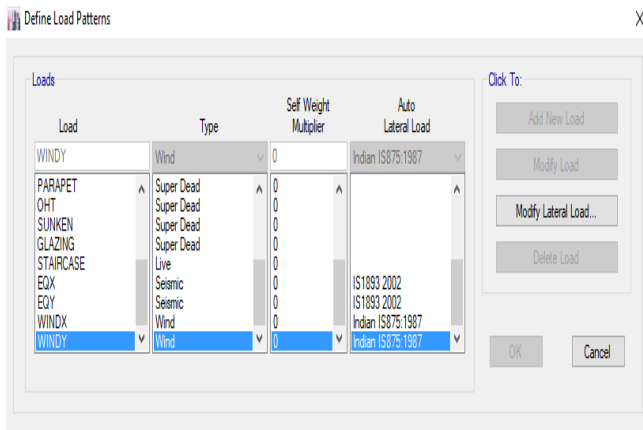 Define Load Patterns
Loads
Click To:
Load Type Self Weight Multiplier Auto Lateral Load
WINDY Wind 0 Indian IS875:1987
PARAPET Super Dead 0
OHT Super Dead 0
SUNKEN Super Dead 0
GLAZING Super Dead 0
STAIRCASE Live 0
EQX Seismic 0 IS1893 2002
EQY Seismic 0 IS1893 2002
WINDX Wind 0 Indian IS875:1987
WINDY Wind 0 Indian IS875:1987
Add New Load
Modify Load
Modify Lateral Load...
Delete Load
OK Cancel